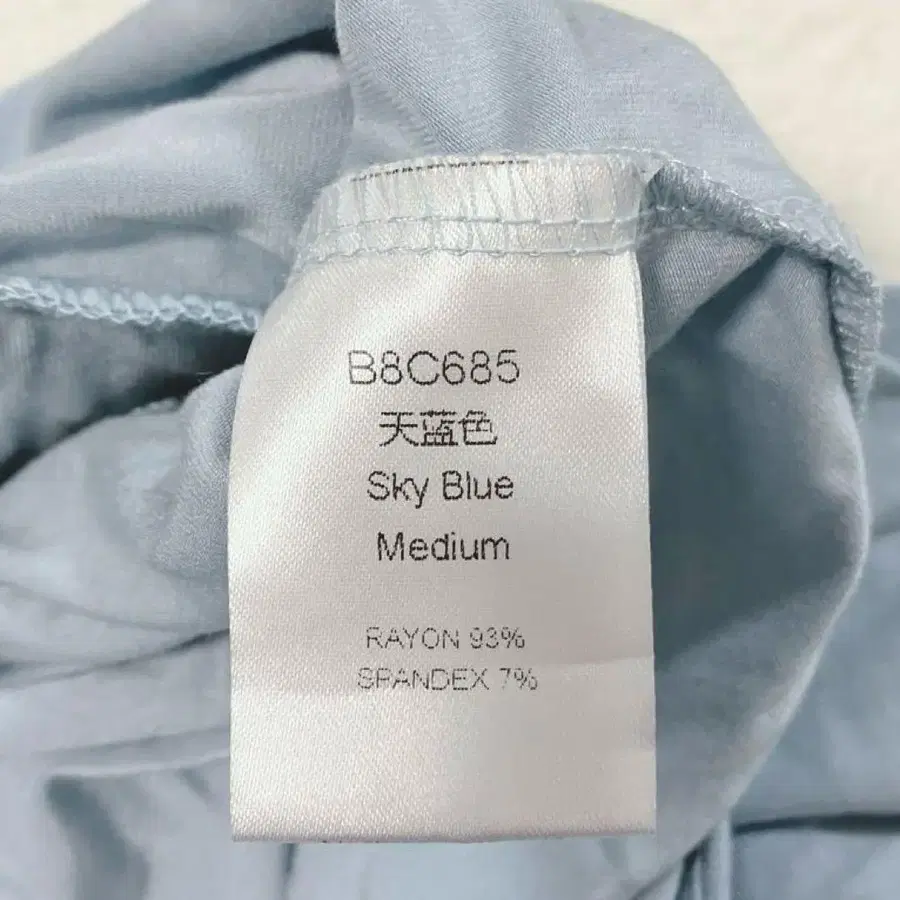 B8C685
天蓝色
Sky Blue
Medium
RAYON 93%
SPANDEX 7%